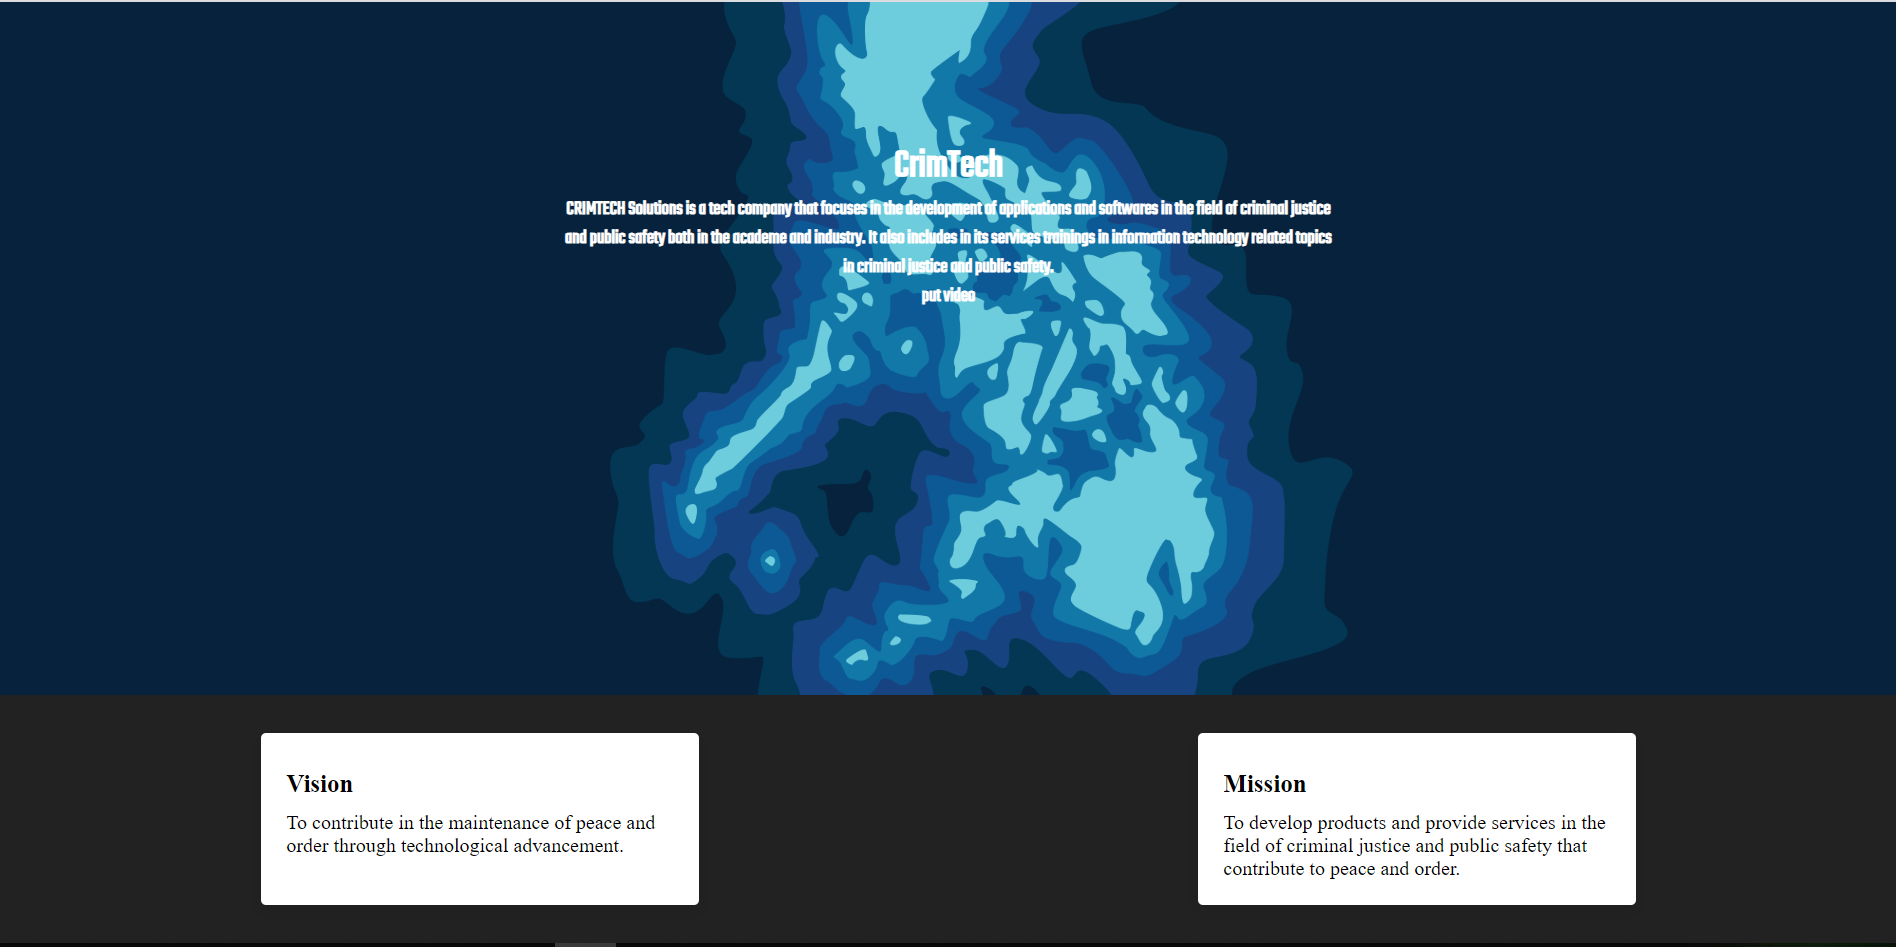 CrimTech
CRIMTECH Solutions is a tech company that focuses in the development of applications and softwares in the field of criminal justice
and public safety both in the academe and industry. It also includes in its services trainings in information technology related topics
in criminal justice and public safety.
put video
Vision
To contribute in the maintenance of peace and
order through technological advancement.
Mission
To develop products and provide services in the
field of criminal justice and public safety that
contribute to peace and order.